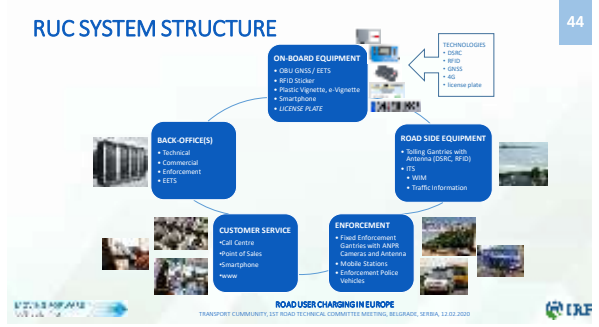 44
RUC SYSTEM STRUCTURE
ON-BOARD EQUIPMENT
• OBU GNSS / EETS
• RFID Sticker
• Plastic Vignette, e-Vignette
• Smartphone
• LICENSE PLATE
TECHNOLOGIES
• DSRC
• RFID
• GNSS
• 4G
• license plate
BACK-OFFICE(S)
• Technical
• Commercial
• Enforcement
• EETS
ROAD SIDE EQUIPMENT
• Tolling Gantries with
Antenna (DSRC, RFID)
• ITS
• WIM
• Traffic Information
CUSTOMER SERVICE
•Call Centre
•Point of Sales
•Smartphone
•www
ENFORCEMENT
• Fixed Enforcement
Gantries with ANPR
Cameras and Antenna
• Mobile Stations
• Enforcement Police
Vehicles
ROAD USER CHARGING IN EUROPE
TRANSPORT CUMMUNITY, 1ST ROAD TECHNICAL COMMITTEE MEETING, BELGRADE, SERBIA, 12.02.2020
IRF